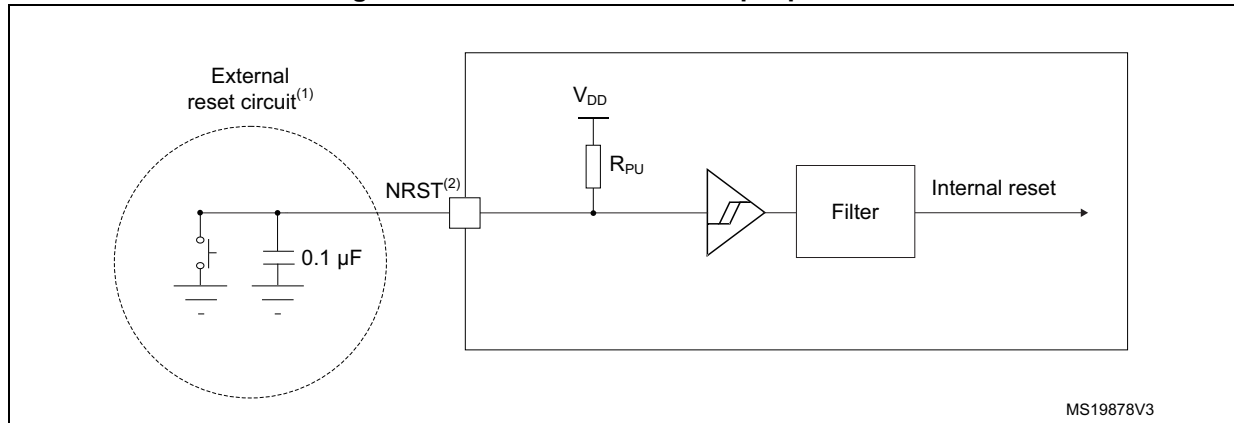 External
reset circuit(1)
VDD
RPU
NRST(2)
Internal reset
Filter
0.1 µF
MS19878V3